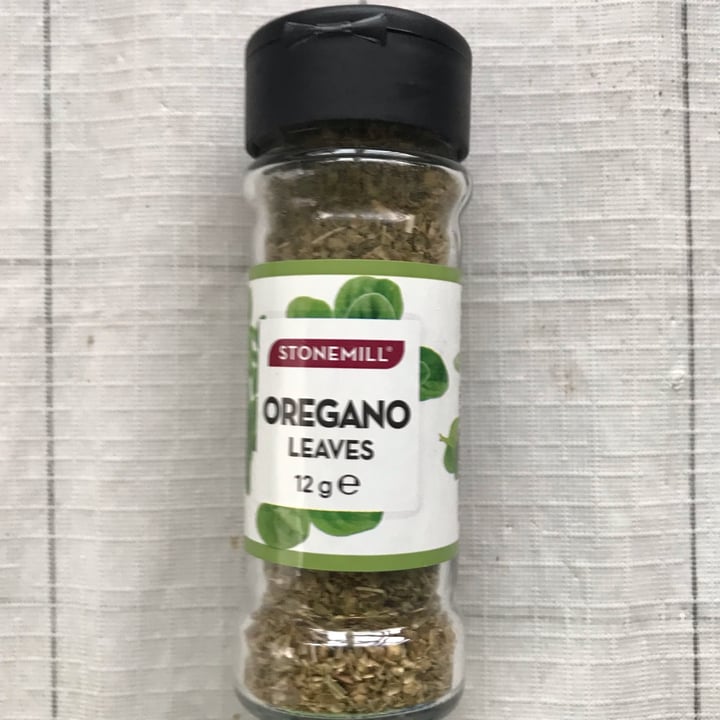 STONEMILL®
OREGANO
LEAVES
12 g ℮